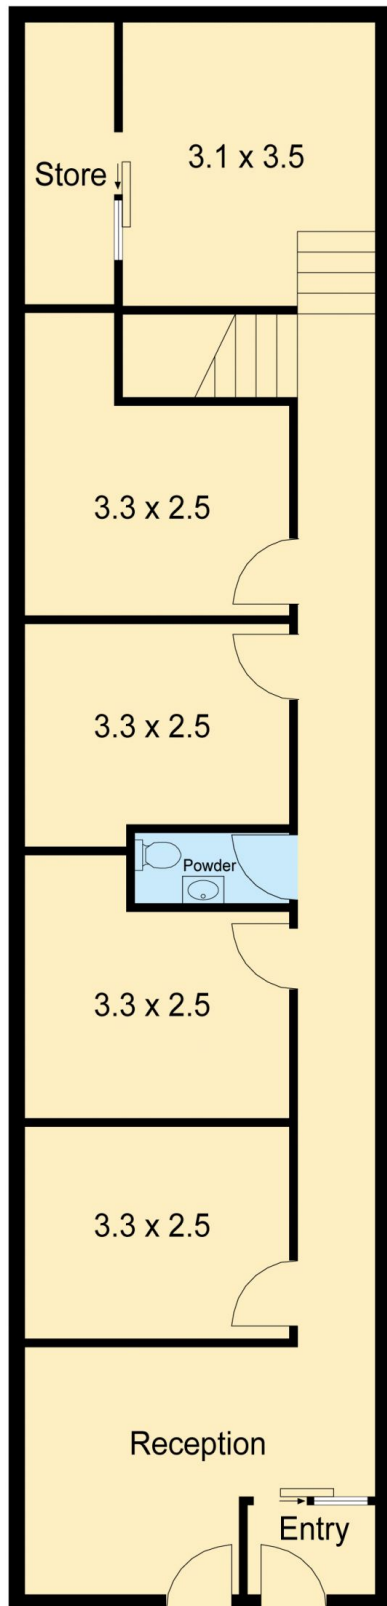 3.1 x 3.5
Store
3.3 x 2.5
3.3 x 2.5
Powder
3.3 x 2.5
3.3 x 2.5
Reception
Entry